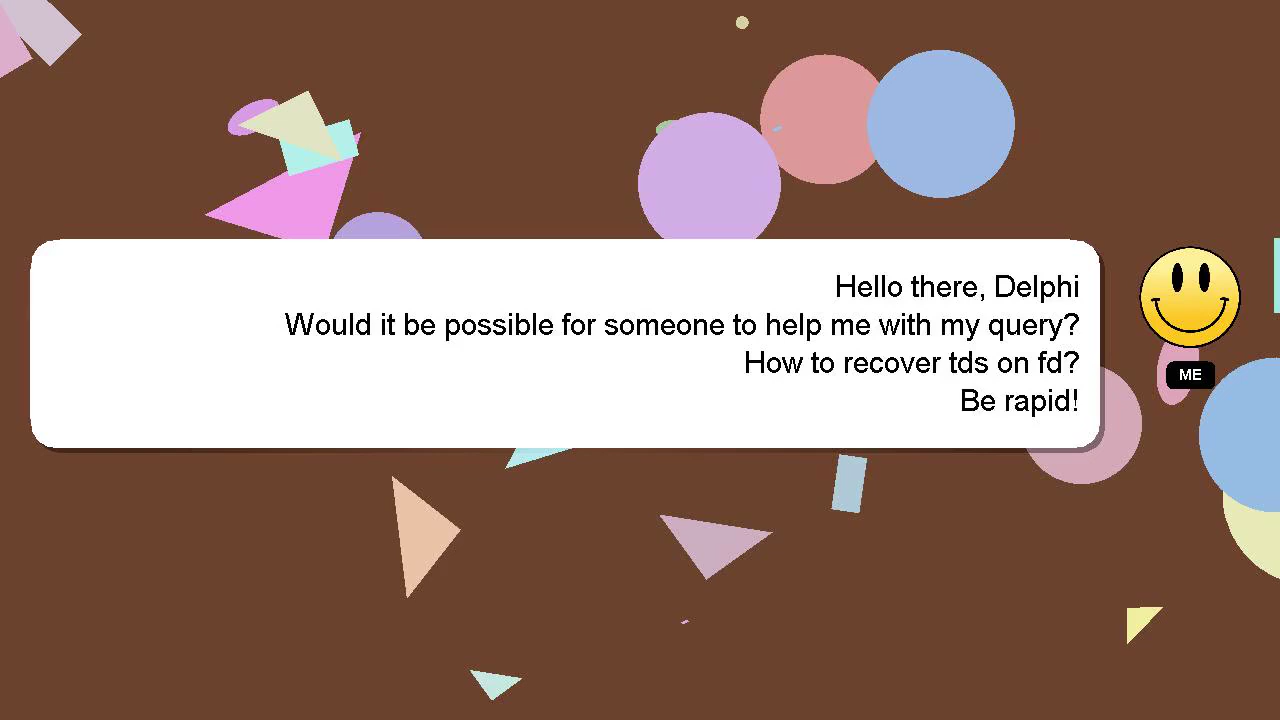 Hello there, Delphi
Would it be possible for someone to help me with my query?
How to recover tds on fd?
Be rapid!
ME